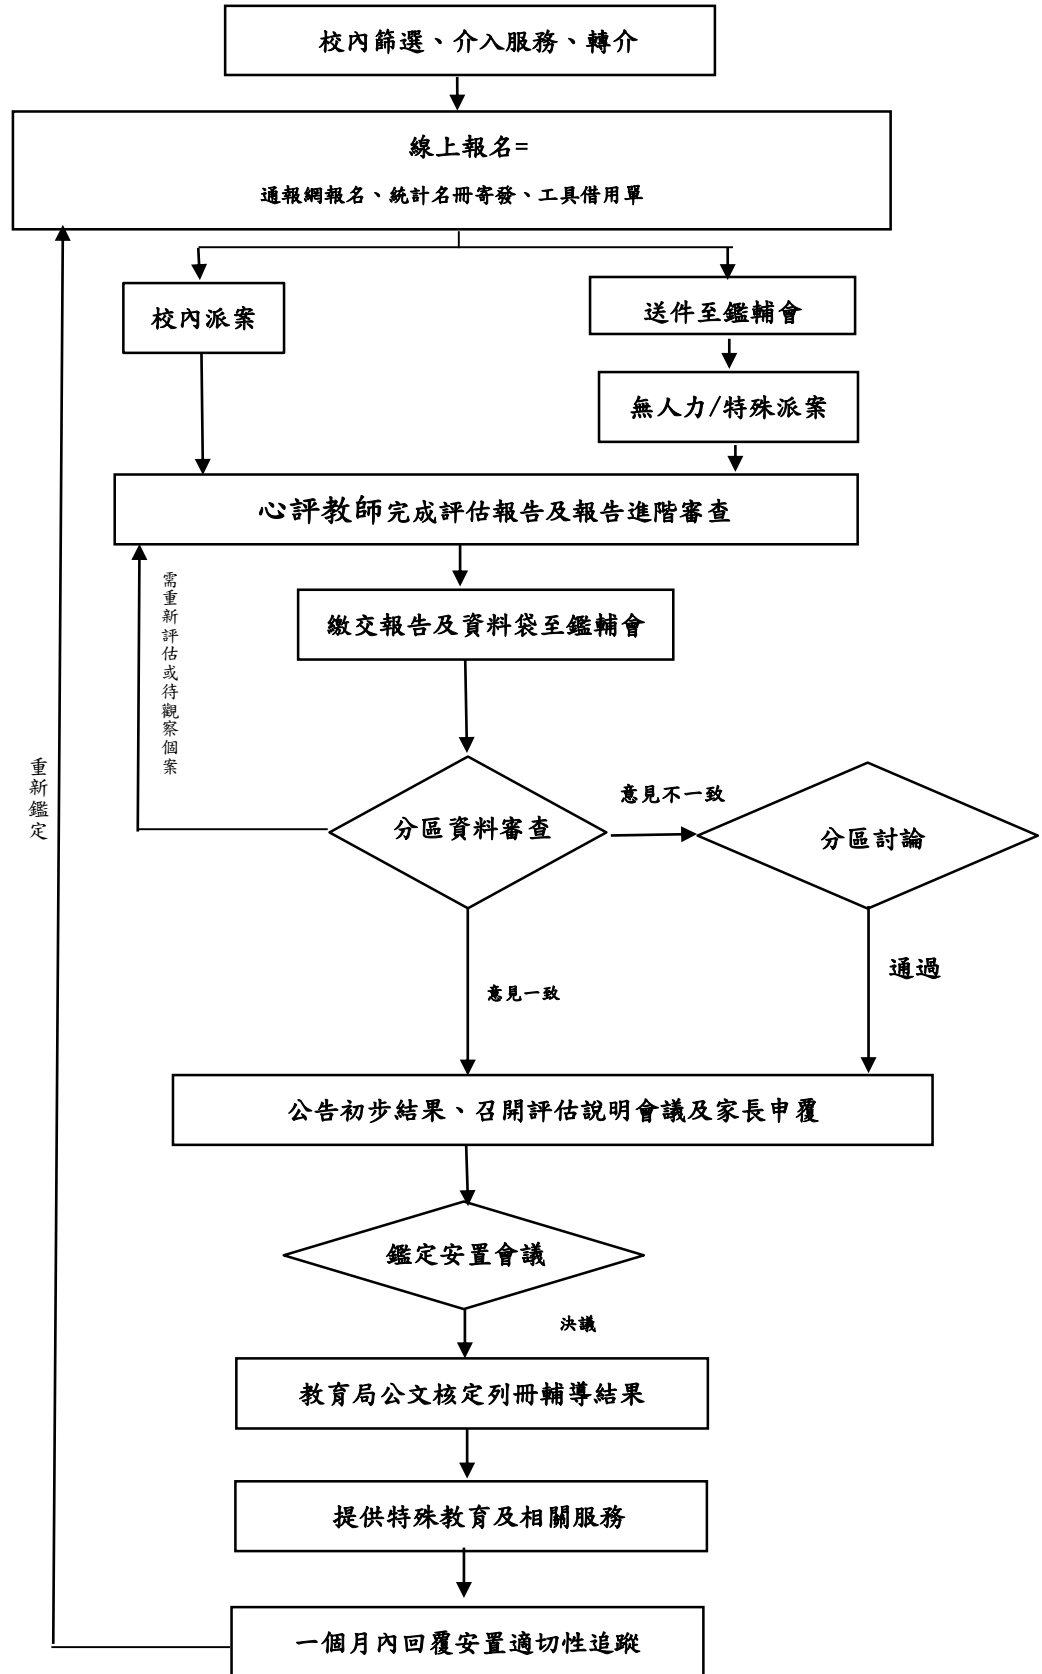 校內篩選、介入服務、轉介
線上報名=
通報網報名、統計名冊寄發、工具借用單
校內派案
送件至鑑輔會
無人力/特殊派案
心評教師完成評估報告及報告進階審查
需重新評估或待觀察個案
繳交報告及資料袋至鑑輔會
重新鑑定
分區資料審查
意見不一致
分區討論
意見一致
通過
公告初步結果、召開評估說明會議及家長申覆
鑑定安置會議
決議
教育局公文核定列冊輔導結果
提供特殊教育及相關服務
一個月內回覆安置適切性追蹤